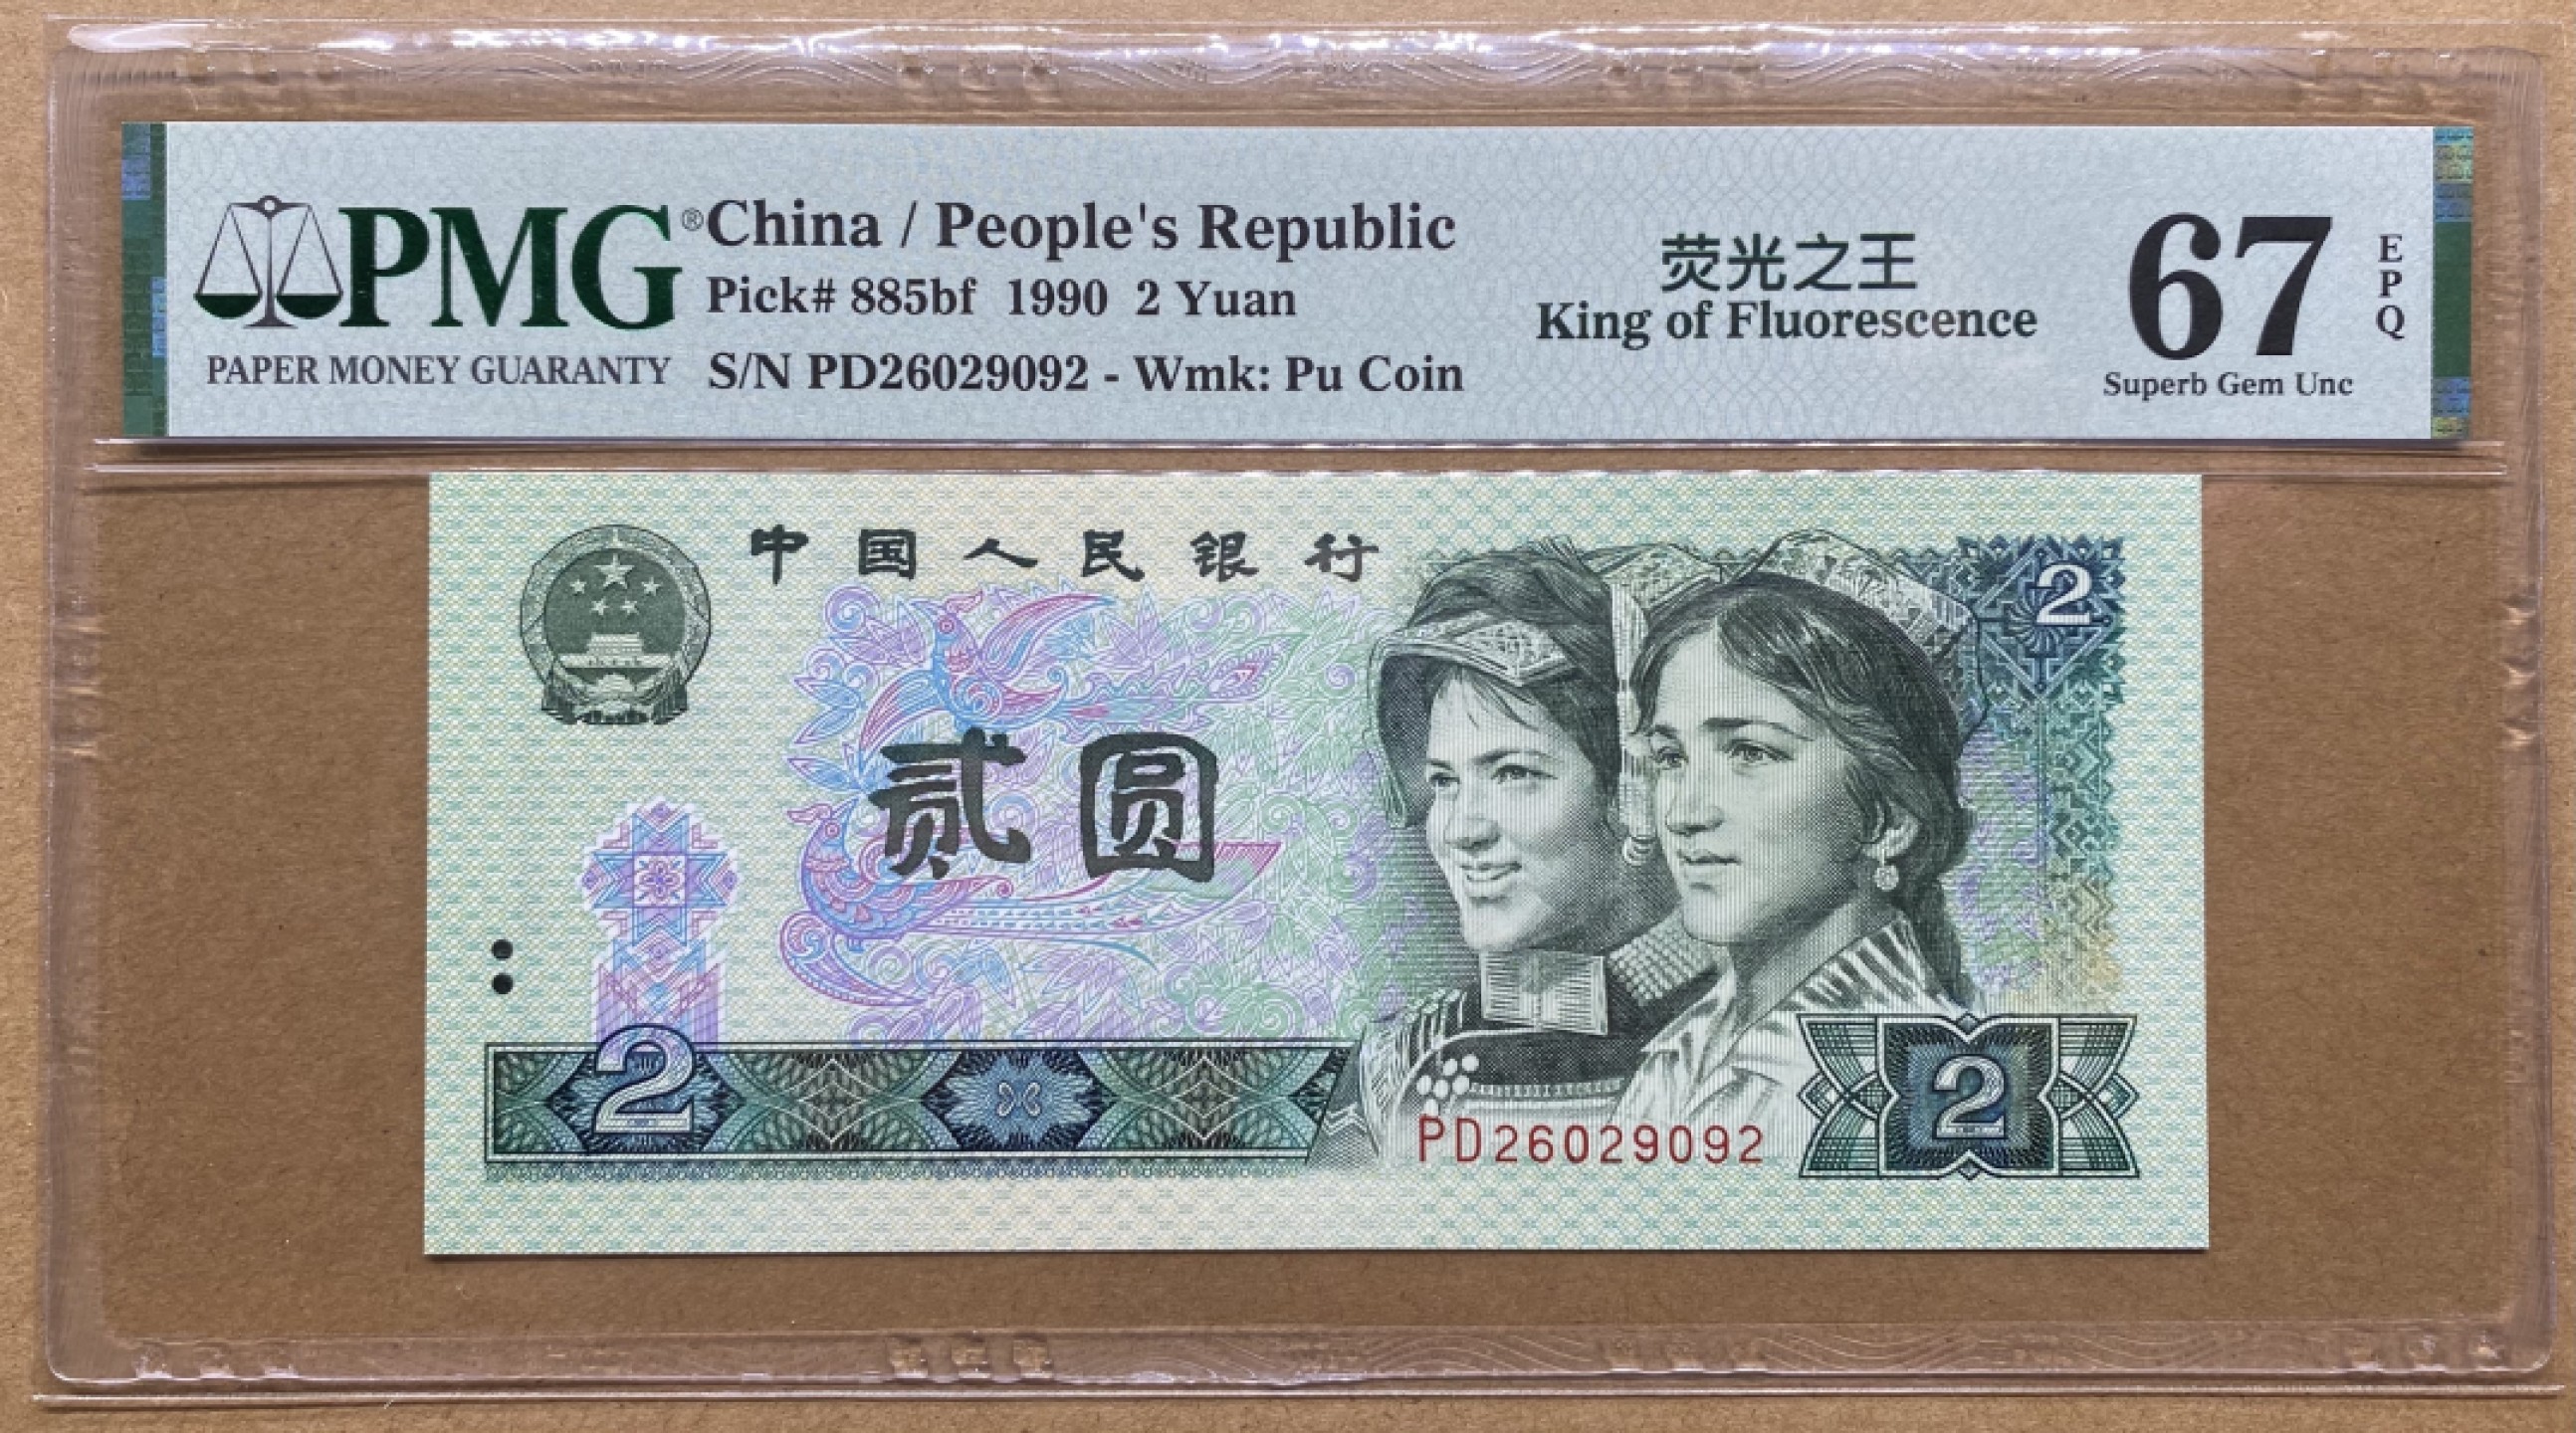 PMG®
PAPER MONEY GUARANTY
China / People's Republic
Pick# 885bf 1990 2 Yuan
S/N PD26029092 - Wmk: Pu Coin
荧光之王
King of Fluorescence
67
EPQ
Superb Gem Unc
中国人民银行
2
贰圆
2
PD26029092
2